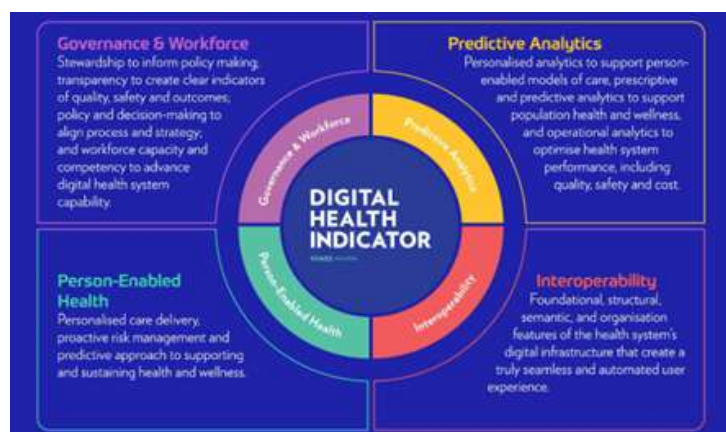 Governance & Workforce
Stewardship to inform policy making;
transparency to create clear indicators
of quality, safety and outcomes;
policy and decision-making to
align process and strategy;
and workforce capacity and
competency to advance
digital health system
capability.
Predictive Analytics
Personalised analytics to support person-
enabled models of care, prescriptive
and predictive analytics to support
population health and wellness,
and operational analytics to
optimise health system
performance, including
quality, safety and cost.
Governance & Workforce
Predictive Analytics
DIGITAL
HEALTH
INDICATOR
Person-Enabled Health
Interoperability
Person-Enabled
Health
Personalised care delivery,
proactive risk management and
predictive approach to supporting
and sustaining health and wellness.
Interoperability
Foundational, structural,
semantic, and organisation
features of the health system's
digital infrastructure that create a
truly seamless and automated user
experience.